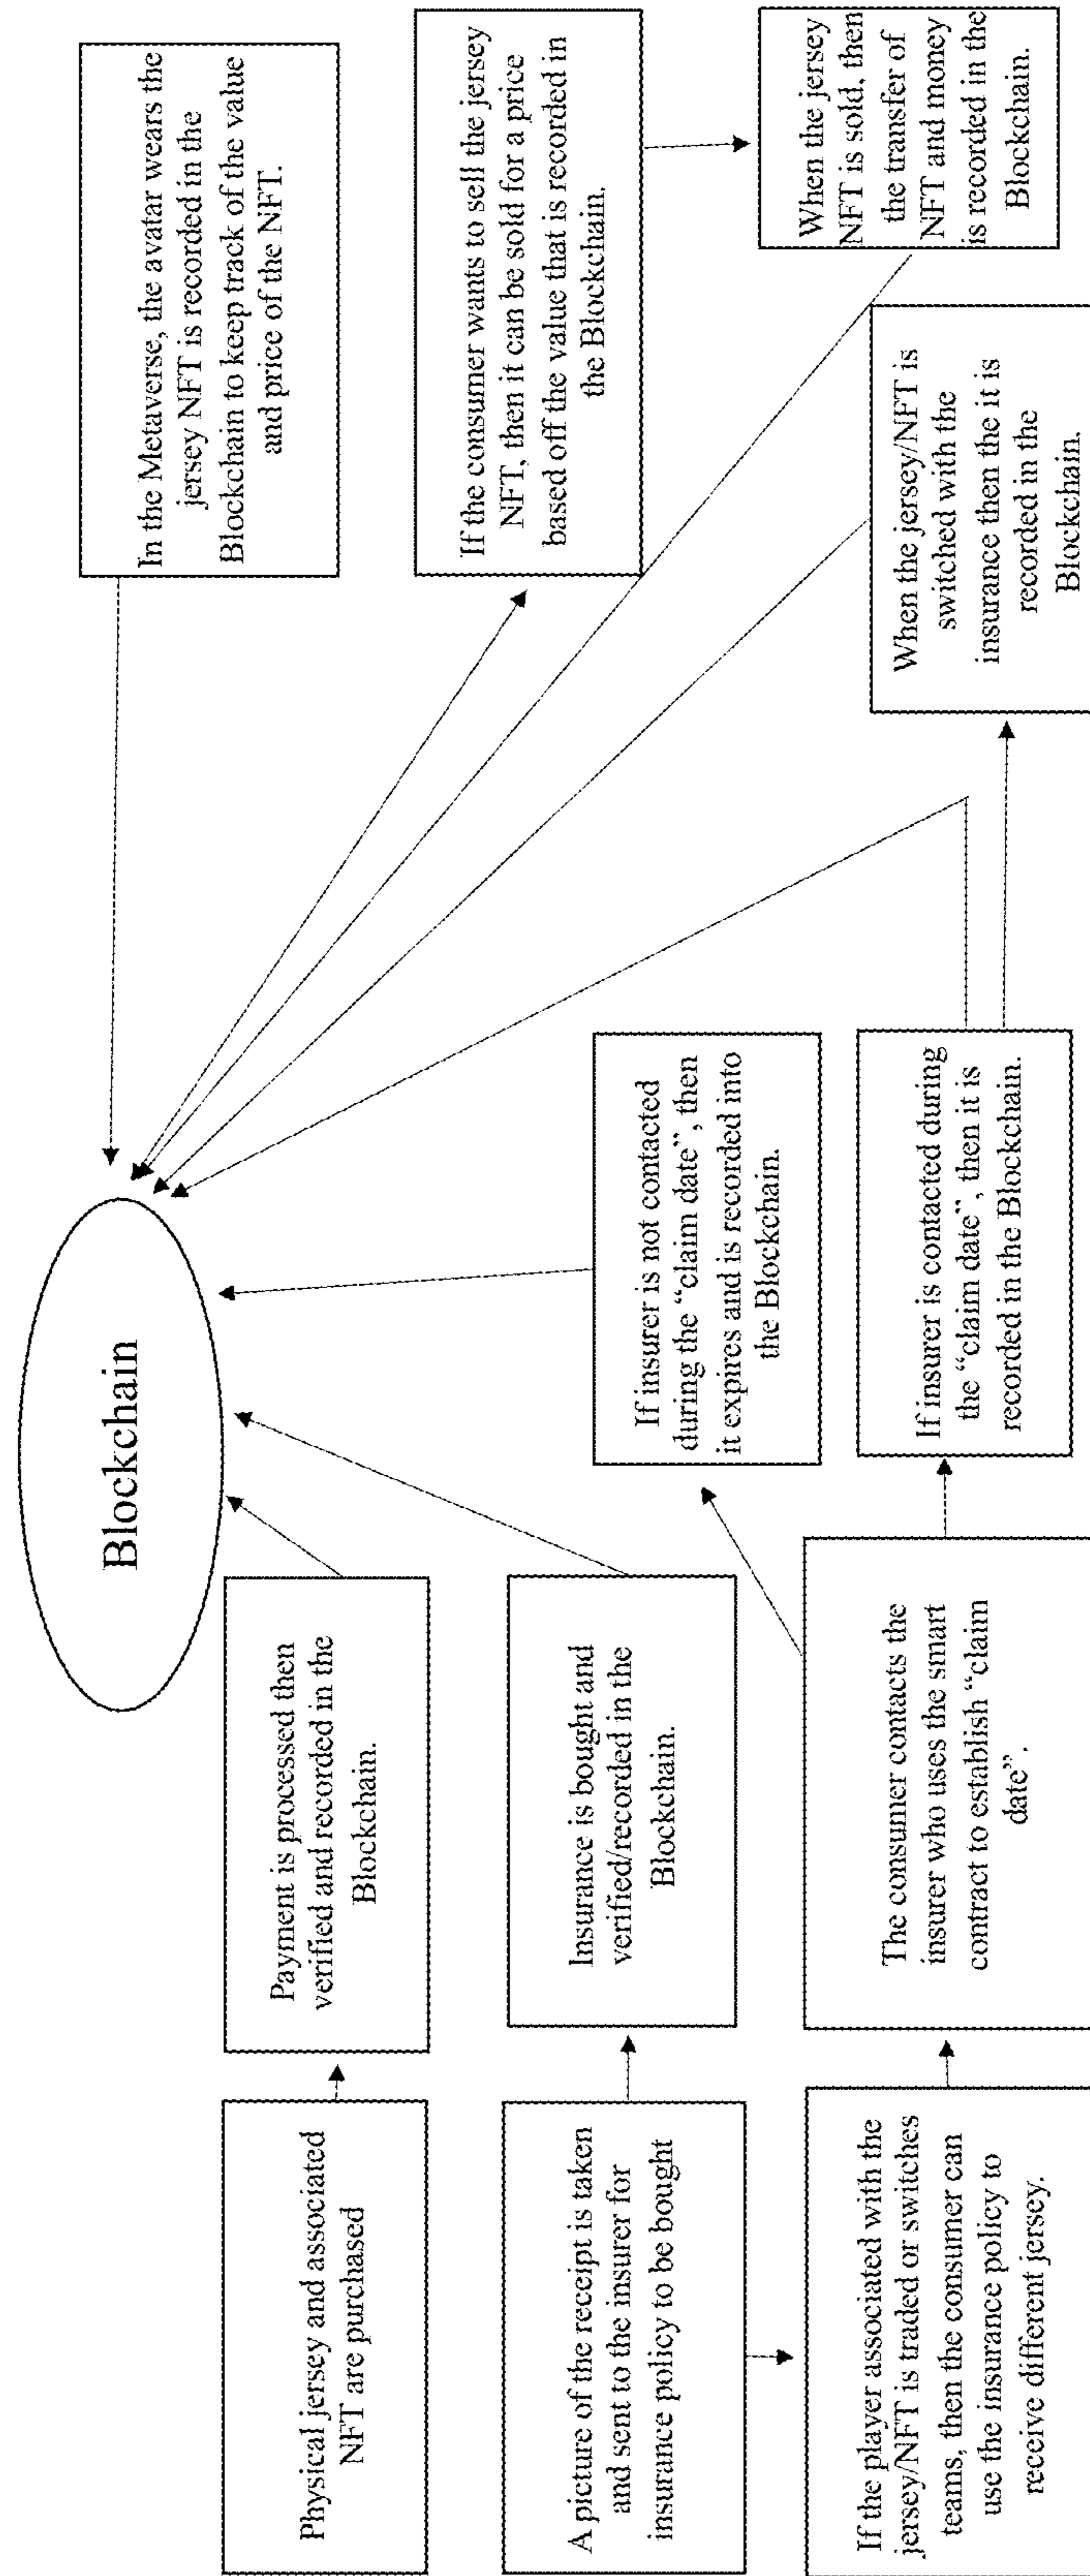 Blockchain
Physical jersey and associated
NFT are purchased
Payment is processed then
verified and recorded in the
Blockchain.
In the Metaverse, the avatar wears the
jersey NFT is recorded in the
Blockchain to keep track of the value
and price of the NFT.
A picture of the receipt is taken
and sent to the insurer for
insurance policy to be bought
Insurance is bought and
verified/recorded in the
Blockchain.
If insurer is not contacted
during the “claim date”, then
it expires and is recorded into
the Blockchain.
If the consumer wants to sell the jersey
NFT, then it can be sold for a price
based off the value that is recorded in
the Blockchain.
If the player associated with the
jersey/NFT is traded or switches
teams, then the consumer can
use the insurance policy to
receive different jersey.
The consumer contacts the
insurer who uses the smart
contract to establish “claim
date”.
If insurer is contacted during
the “claim date”, then it is
recorded in the Blockchain.
When the jersey/NFT is
switched with the
insurance then the it is
recorded in the
Blockchain.
When the jersey
NFT is sold, then
the transfer of
NFT and money
is recorded in the
Blockchain.